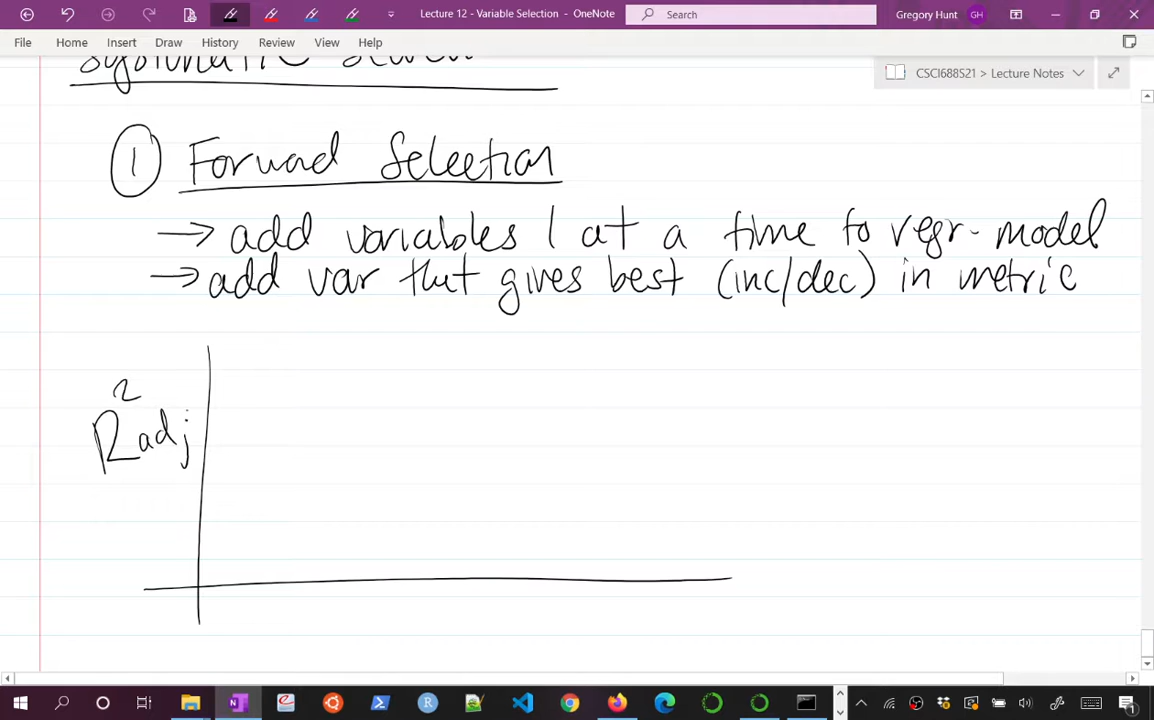 Lecture 12 - Variable Selection - OneNote
Search
Gregory Hunt
GH
File Home Insert Draw History Review View Help
CSCI688S21 > Lecture Notes
① Forward Selection
→ add variables 1 at a time to regr. model
→ add var that gives best (inc/dec) in metric
R²adj